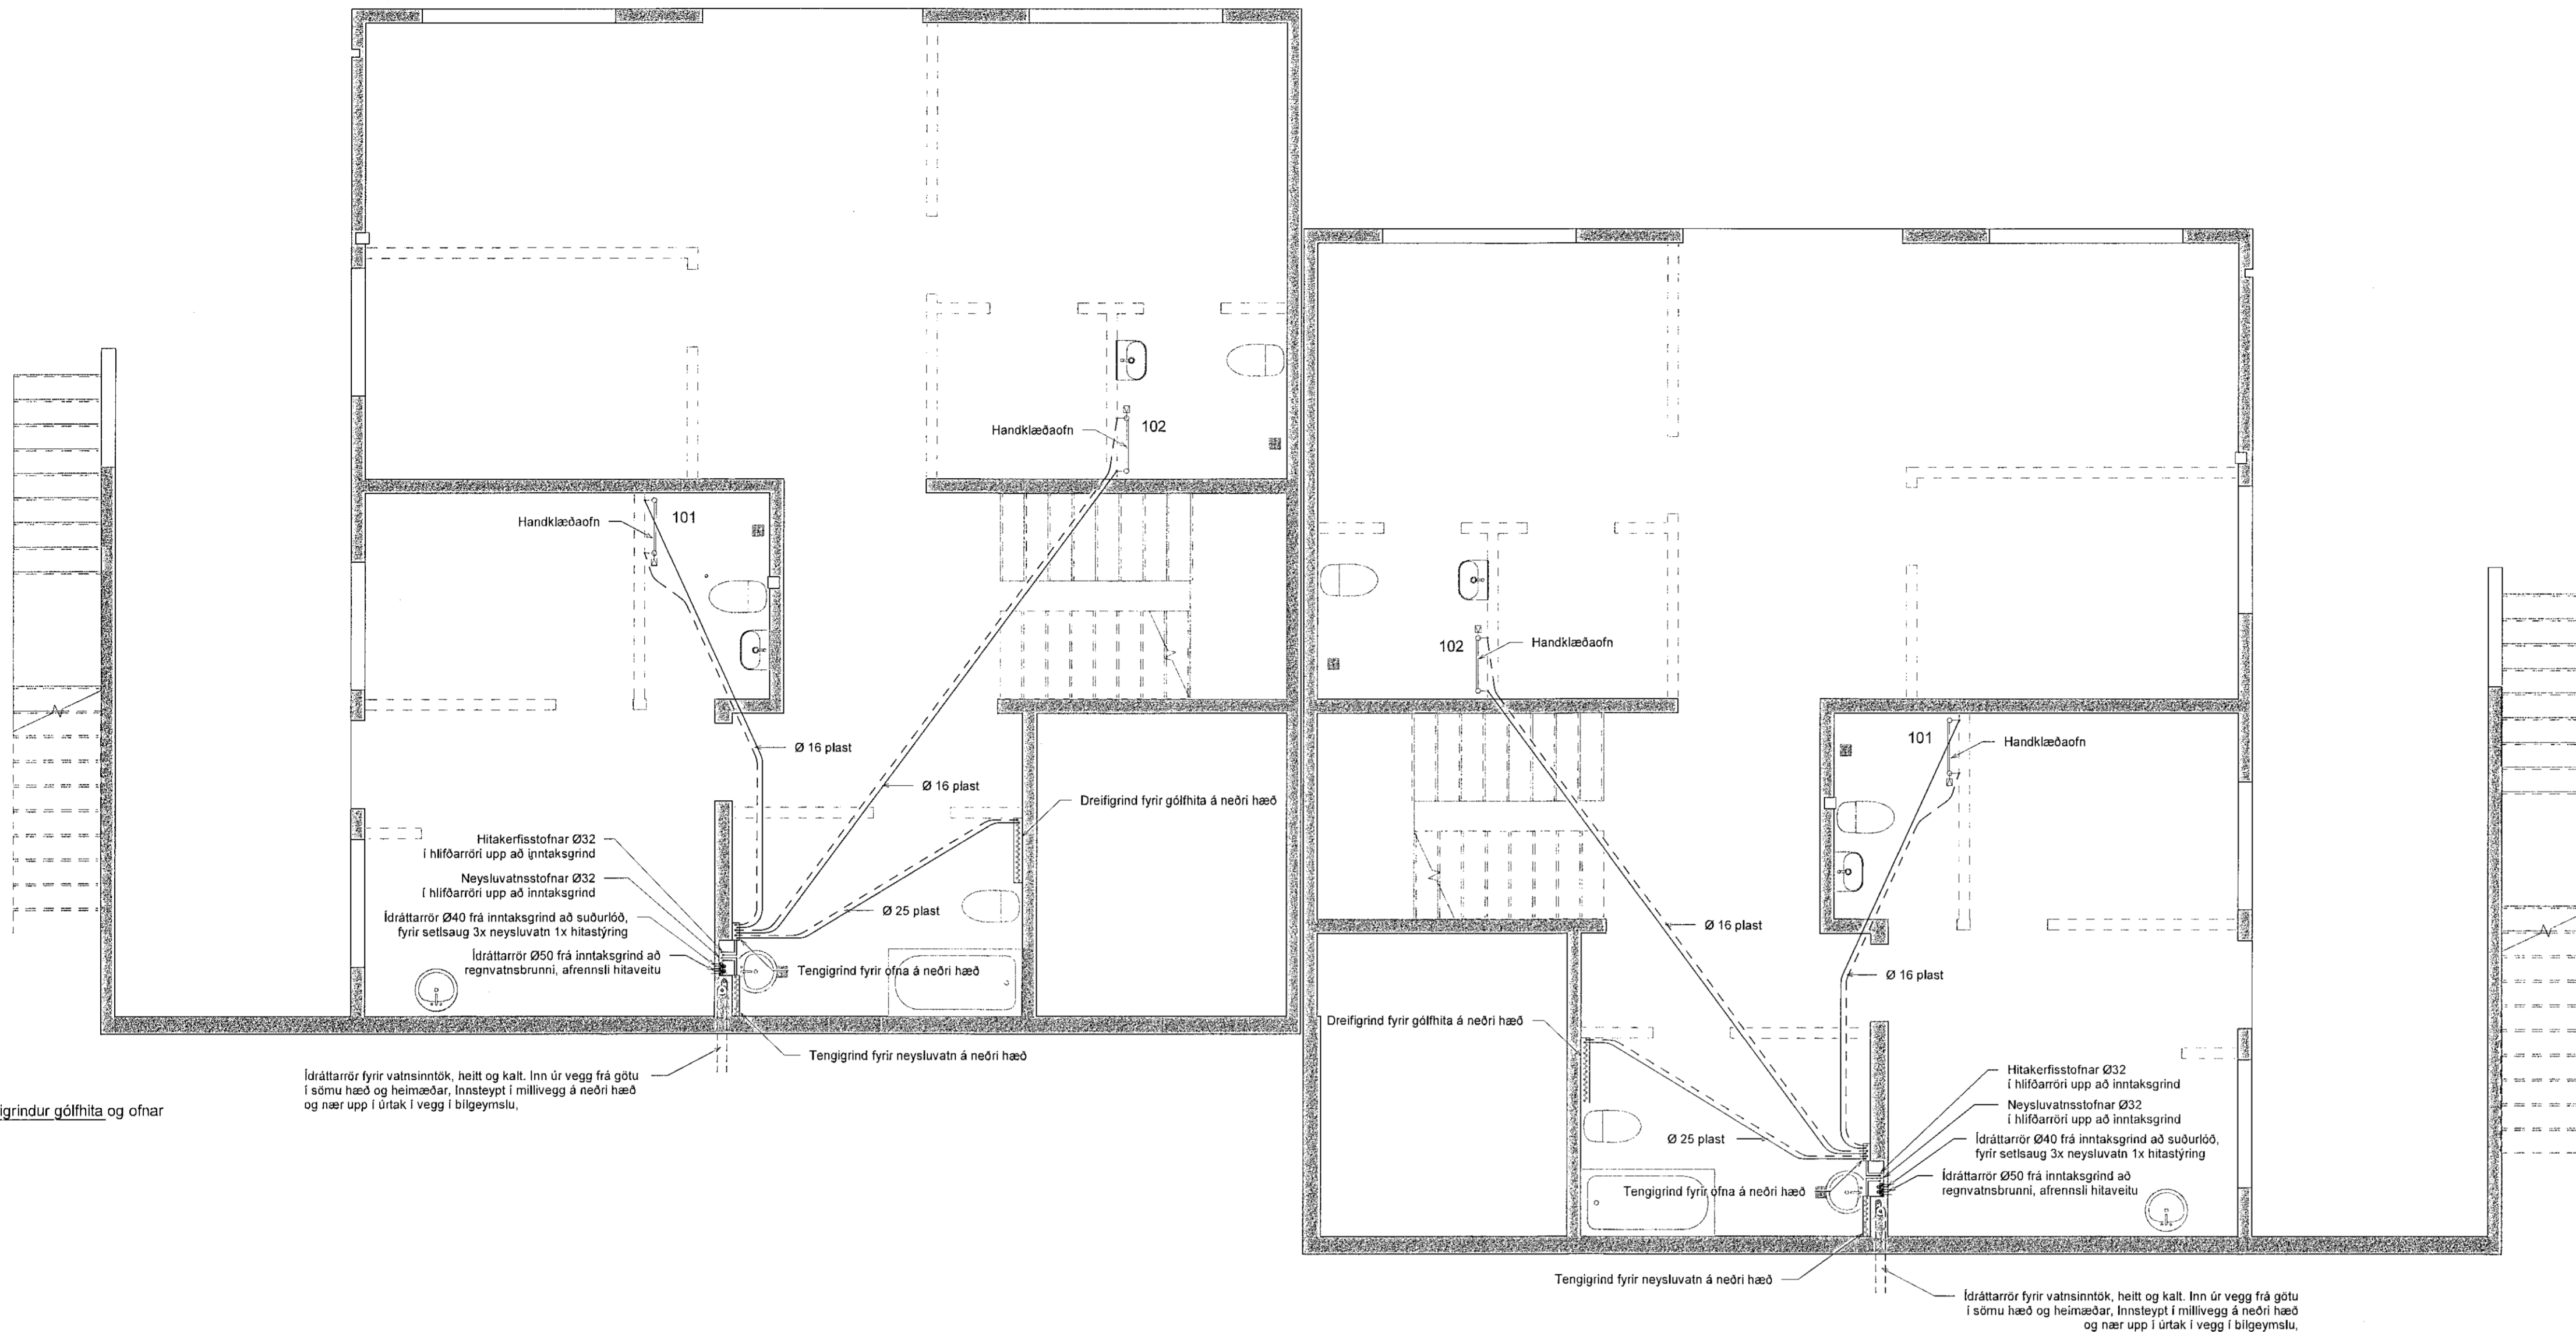 Handklæðaofn
102
Handklæðaofn
101
Ø 16 plast
Ø 16 plast
Dreifigrind fyrir gólfhita á neðri hæð
Hitakerfisstofnar Ø32
í hlífðarröri upp að inntaksgrind
Neysluvatnsstofnar Ø32
í hlífðarröri upp að inntaksgrind
Ídráttarrör Ø40 frá inntaksgrind að suðurlóð,
fyrir setlsaug 3x neysluvatn 1x hitastýring
Ídráttarrör Ø50 frá inntaksgrind að
regnvatnsbrunni, afrennsli hitaveitu
Ø 25 plast
Tengigrind fyrir ofna á neðri hæð
Tengigrind fyrir neysluvatn á neðri hæð
Ídráttarrör fyrir vatnsinntök, heitt og kalt. Inn úr vegg frá götu
í sömu hæð og heimæðar, Innsteypt í millivegg á neðri hæð
og nær upp í úrtak í vegg í bílgeymslu,
igrindur gólfhita og ofnar
102
Handklæðaofn
101
Handklæðaofn
Ø 16 plast
Ø 16 plast
Dreifigrind fyrir gólfhita á neðri hæð
Hitakerfisstofnar Ø32
í hlífðarröri upp að inntaksgrind
Neysluvatnsstofnar Ø32
í hlífðarröri upp að inntaksgrind
Ídráttarrör Ø40 frá inntaksgrind að suðurlóð,
fyrir setlsaug 3x neysluvatn 1x hitastýring
Ídráttarrör Ø50 frá inntaksgrind að
regnvatnsbrunni, afrennsli hitaveitu
Ø 25 plast
Tengigrind fyrir ofna á neðri hæð
Tengigrind fyrir neysluvatn á neðri hæð
Ídráttarrör fyrir vatnsinntök, heitt og kalt. Inn úr vegg frá götu
í sömu hæð og heimæðar, Innsteypt í millivegg á neðri hæð
og nær upp í úrtak í vegg í bílgeymslu,